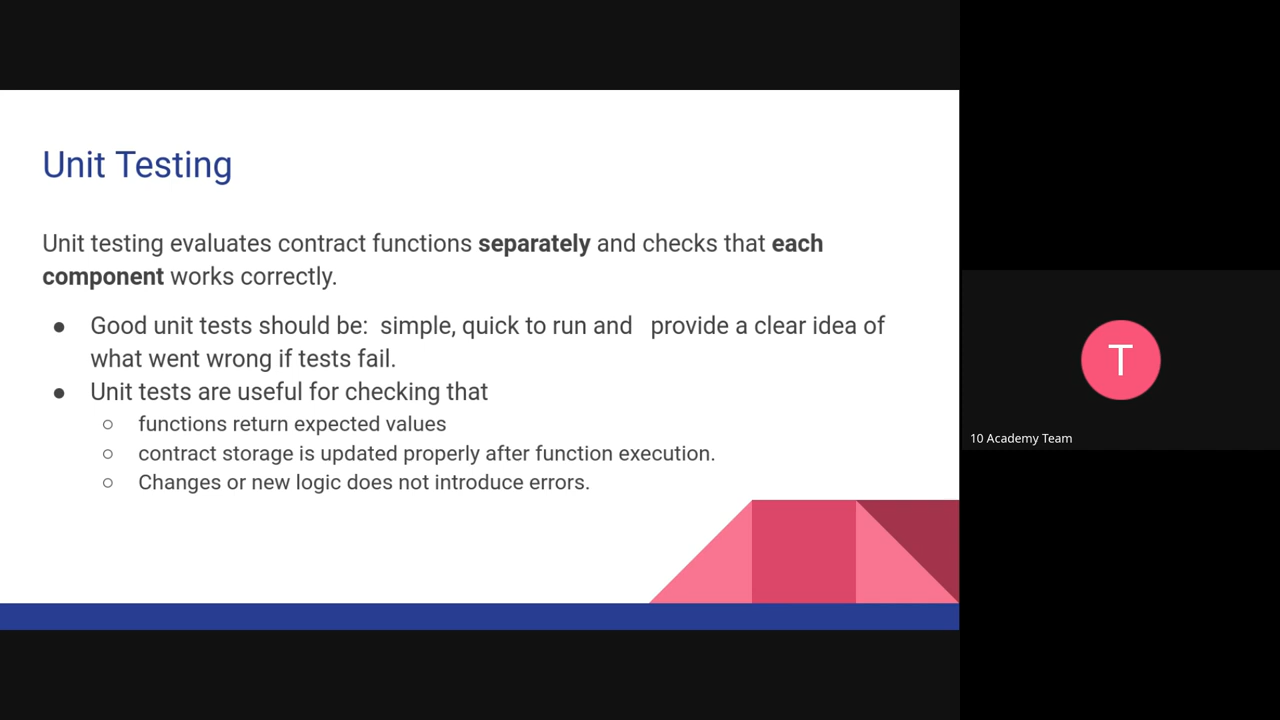 Unit Testing
Unit testing evaluates contract functions separately and checks that each
component works correctly.
● Good unit tests should be:  simple, quick to run and   provide a clear idea of
what went wrong if tests fail.
● Unit tests are useful for checking that
○ functions return expected values
○ contract storage is updated properly after function execution.
○ Changes or new logic does not introduce errors.
T
10 Academy Team